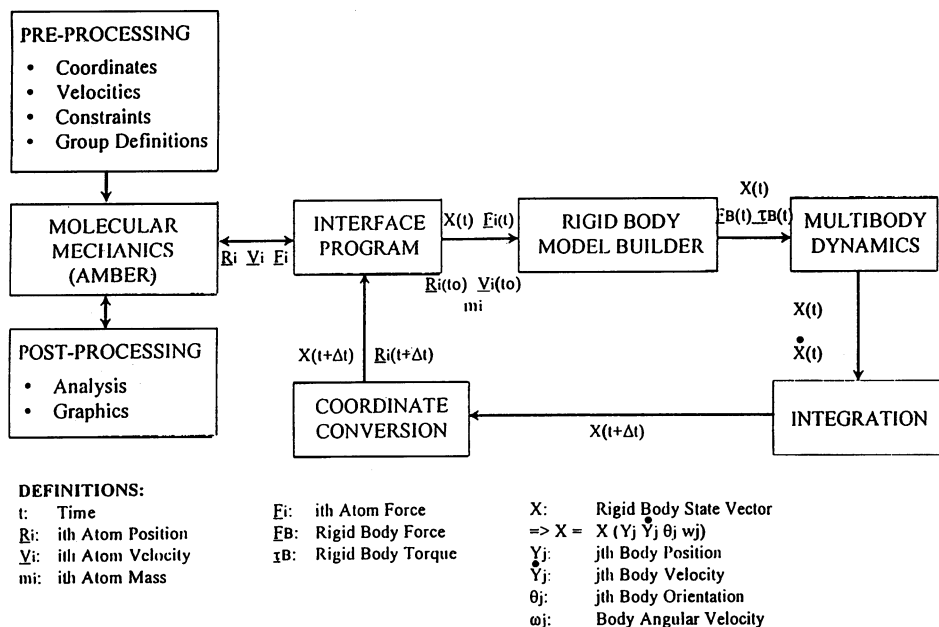 PRE-PROCESSING
• Coordinates
• Velocities
• Constraints
• Group Definitions
MOLECULAR
MECHANICS
(AMBER)
Ri Vi Fi
POST-PROCESSING
• Analysis
• Graphics
INTERFACE
PROGRAM
X(t) Fi(t)
Ri(to) Vi(to)
mi
RIGID BODY
MODEL BUILDER
X(t)
FB(t) τB(t)
MULTIBODY
DYNAMICS
X(t)
Ẋ(t)
INTEGRATION
X(t+Δt)
COORDINATE
CONVERSION
X(t+Δt) Ri(t+Δt)
DEFINITIONS:
t: Time
Ri: ith Atom Position
Vi: ith Atom Velocity
mi: ith Atom Mass
Fi: ith Atom Force
FB: Rigid Body Force
τB: Rigid Body Torque
X: Rigid Body State Vector
=> X = X (Yj Ẏj θj wj)
Yj: jth Body Position
Ẏj: jth Body Velocity
θj: jth Body Orientation
ωj: Body Angular Velocity